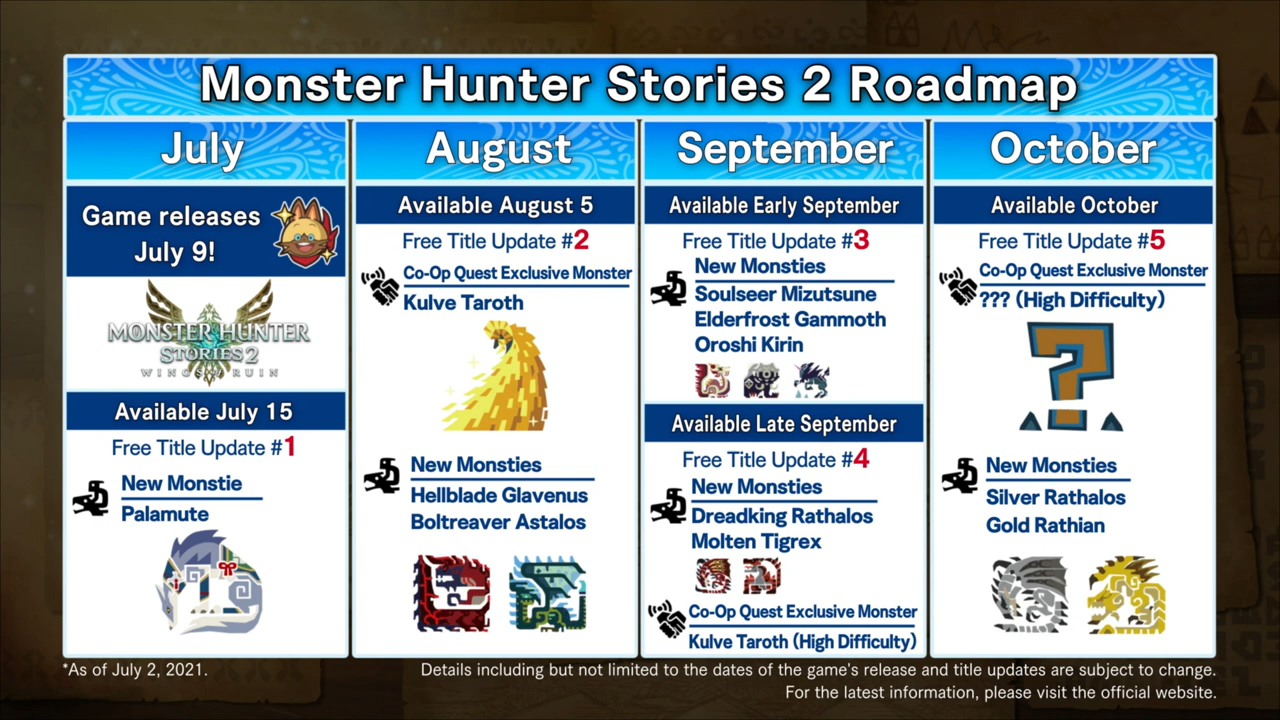 Monster Hunter Stories 2 Roadmap
July
Game releases
July 9!
MONSTER HUNTER
STORIES 2
WINGS OF RUIN
Available July 15
Free Title Update #1
New Monstie
Palamute
August
Available August 5
Free Title Update #2
Co-Op Quest Exclusive Monster
Kulve Taroth
New Monsties
Hellblade Glavenus
Boltreaver Astalos
September
Available Early September
Free Title Update #3
New Monsties
Soulseer Mizutsune
Elderfrost Gammoth
Oroshi Kirin
Available Late September
Free Title Update #4
New Monsties
Dreadking Rathalos
Molten Tigrex
Co-Op Quest Exclusive Monster
Kulve Taroth (High Difficulty)
October
Available October
Free Title Update #5
Co-Op Quest Exclusive Monster
??? (High Difficulty)
?
New Monsties
Silver Rathalos
Gold Rathian
*As of July 2, 2021.
Details including but not limited to the dates of the game's release and title updates are subject to change.
For the latest information, please visit the official website.